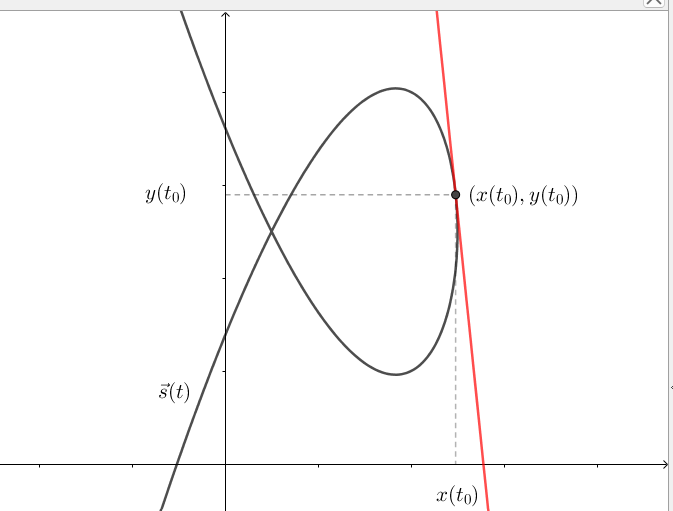 y(t₀)
(x(t₀), y(t₀))
s⃗(t)
x(t₀)